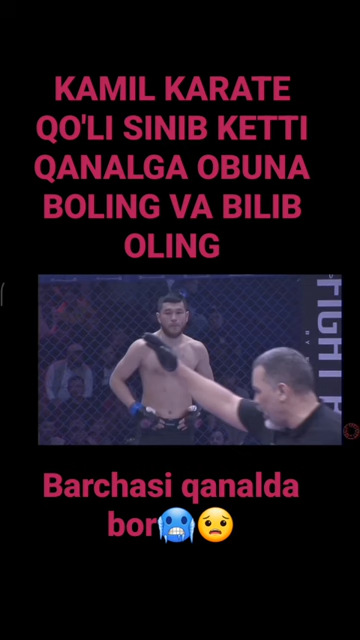 KAMIL KARATE
QO'LI SINIB KETTI
QANALGA OBUNA
BOLING VA BILIB
OLING
FIGHT
Barchasi qanalda
bor🥶😟